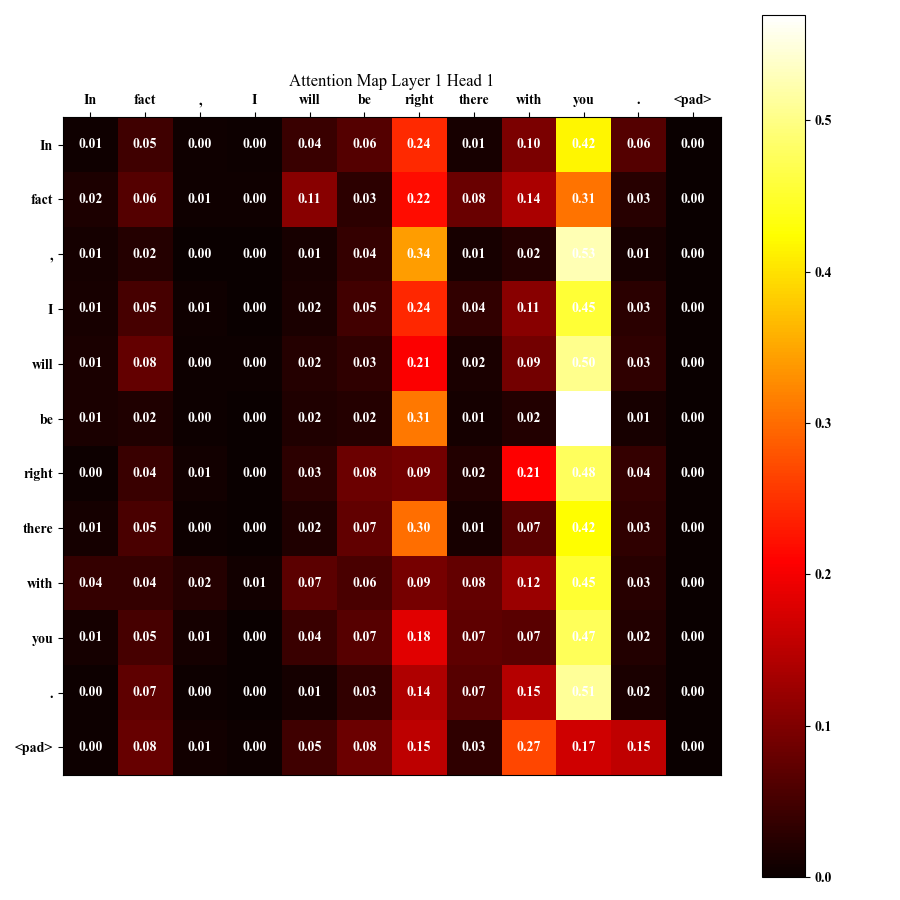 Attention Map Layer 1 Head 1
In fact , I will be right there with you . <pad>
In 0.01 0.05 0.00 0.00 0.04 0.06 0.24 0.01 0.10 0.42 0.06 0.00
fact 0.02 0.06 0.01 0.00 0.11 0.03 0.22 0.08 0.14 0.31 0.03 0.00
, 0.01 0.02 0.00 0.00 0.01 0.04 0.34 0.01 0.02 0.01 0.00
I 0.01 0.05 0.01 0.00 0.02 0.05 0.24 0.04 0.11 0.45 0.03 0.00
will 0.01 0.08 0.00 0.00 0.02 0.03 0.21 0.02 0.09 0.50 0.03 0.00
be 0.01 0.02 0.00 0.00 0.02 0.02 0.31 0.01 0.02 0.01 0.00
right 0.00 0.04 0.01 0.00 0.03 0.08 0.09 0.02 0.21 0.48 0.04 0.00
there 0.01 0.05 0.00 0.00 0.02 0.07 0.30 0.01 0.07 0.42 0.03 0.00
with 0.04 0.04 0.02 0.01 0.07 0.06 0.09 0.08 0.12 0.45 0.03 0.00
you 0.01 0.05 0.01 0.00 0.04 0.07 0.18 0.07 0.07 0.47 0.02 0.00
. 0.00 0.07 0.00 0.00 0.01 0.03 0.14 0.07 0.15 0.51 0.02 0.00
<pad> 0.00 0.08 0.01 0.00 0.05 0.08 0.15 0.03 0.27 0.17 0.15 0.00
0.5
0.4
0.3
0.2
0.1
0.0